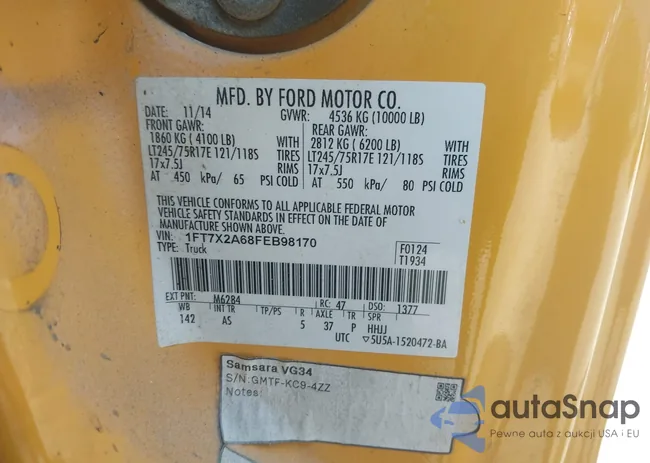 MFD. BY FORD MOTOR CO.
DATE: 11/14 GVWR: 4536 KG (10000 LB)
FRONT GAWR: REAR GAWR:
1860 KG ( 4100 LB) WITH 2812 KG ( 6200 LB) WITH
LT245/75R17E 121/118S TIRES LT245/75R17E 121/118S TIRES
17x7.5J RIMS 17x7.5J RIMS
AT 450 kPa/ 65 PSI COLD AT 550 kPa/ 80 PSI COLD
THIS VEHICLE CONFORMS TO ALL APPLICABLE FEDERAL MOTOR
VEHICLE SAFETY STANDARDS IN EFFECT ON THE DATE OF
MANUFACTURE SHOWN ABOVE.
VIN: 1FT7X2A68FEB98170 F0124
TYPE: Truck T1934
EXT PNT: M6284 RC: 47 DSO: 1377
WB INT TR TP/PS R AXLE TR SPR
142 AS 5 37 P HHJJ
UTC ▽5U5A-1520472-BA
Samsara VG34
S/N:GMTF-KC9-4ZZ
Notes:
autaSnap
Pewne auta z aukcji USA i EU